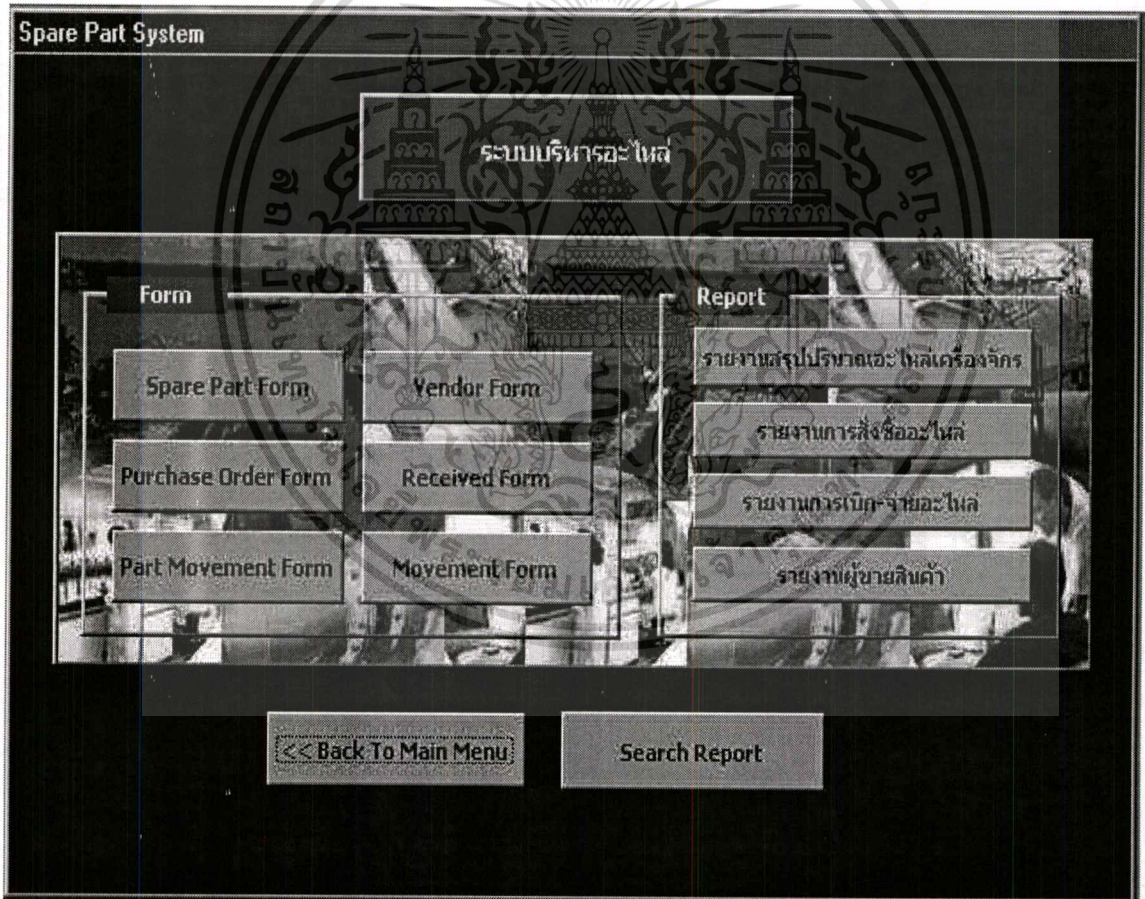 Spare Part System
ระบบบริหารอะไหล่
Form
Spare Part Form
Vendor Form
Purchase Order Form
Received Form
Part Movement Form
Movement Form
Report
รายงานสรุปปริมาณอะไหล่เครื่องจักร
รายงานการสั่งซื้ออะไหล่
รายงานการเบิก-จ่ายอะไหล่
รายงานผู้ขายสินค้า
<< Back To Main Menu
Search Report